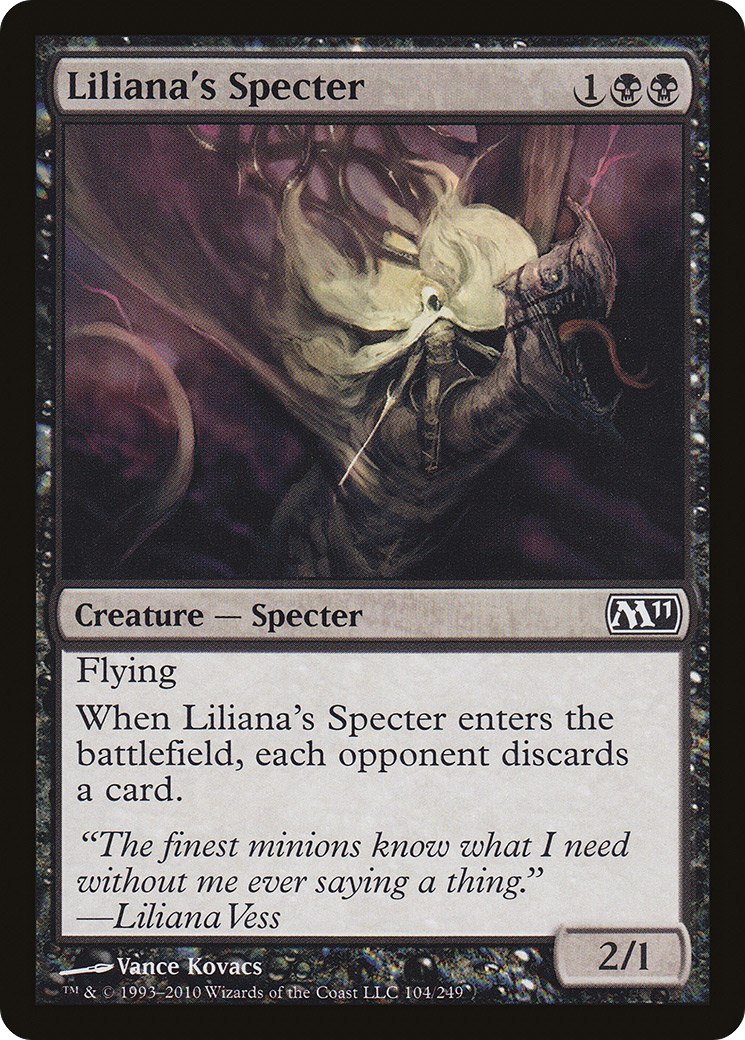 Liliana's Specter 1
Creature — Specter M11
Flying
When Liliana's Specter enters the
battlefield, each opponent discards
a card.
“The finest minions know what I need
without me ever saying a thing.”
—Liliana Vess
2/1
Vance Kovacs
™ & © 1993–2010 Wizards of the Coast LLC 104/249